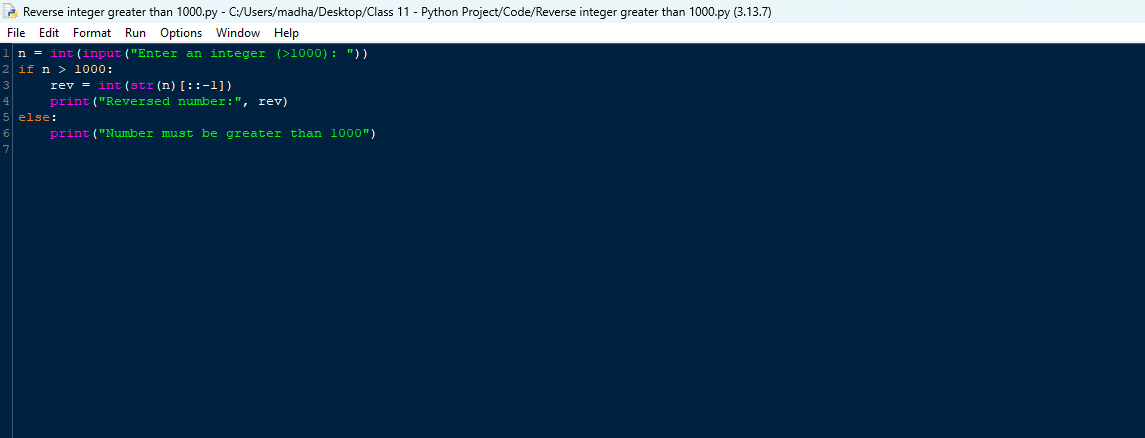 Reverse integer greater than 1000.py - C:/Users/madha/Desktop/Class 11 - Python Project/Code/Reverse integer greater than 1000.py (3.13.7)
File Edit Format Run Options Window Help
1 n = int(input("Enter an integer (>1000): "))
2 if n > 1000:
3     rev = int(str(n)[::-1])
4     print("Reversed number:", rev)
5 else:
6     print("Number must be greater than 1000")
7